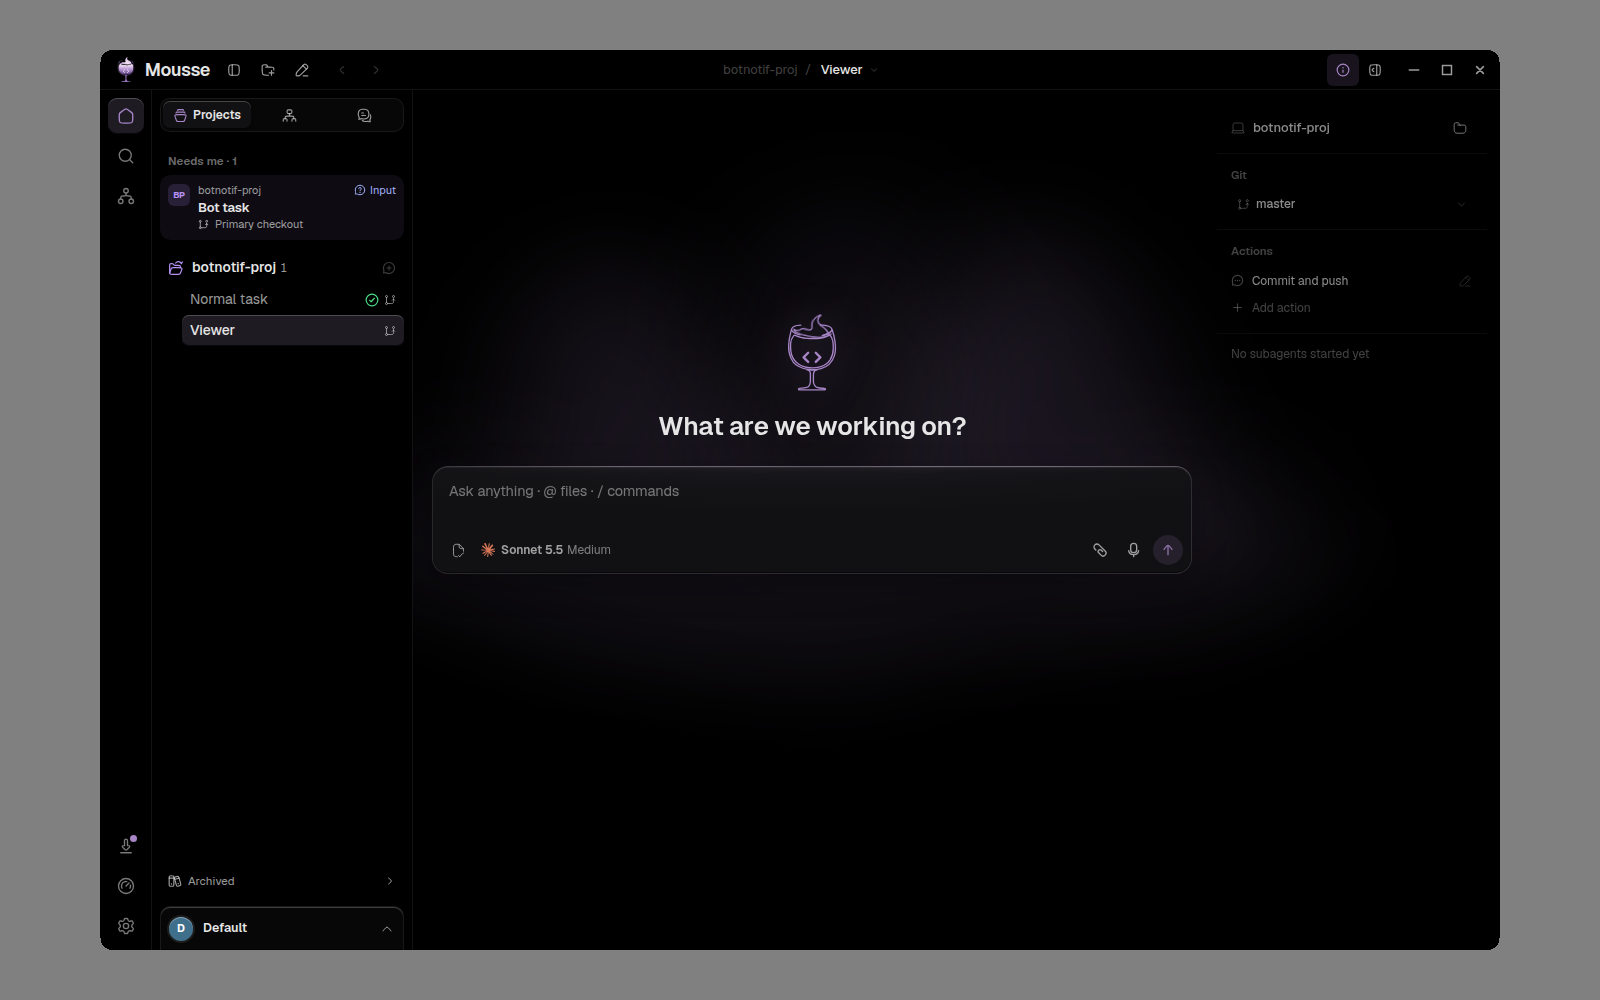 Mousse
botnotif-proj / Viewer
Projects
Needs me · 1
BP
botnotif-proj
Input
Bot task
Primary checkout
botnotif-proj 1
Normal task
Viewer
Archived
D
Default
What are we working on?
Ask anything · @ files · / commands
Sonnet 5.5 Medium
botnotif-proj
Git
master
Actions
Commit and push
Add action
No subagents started yet